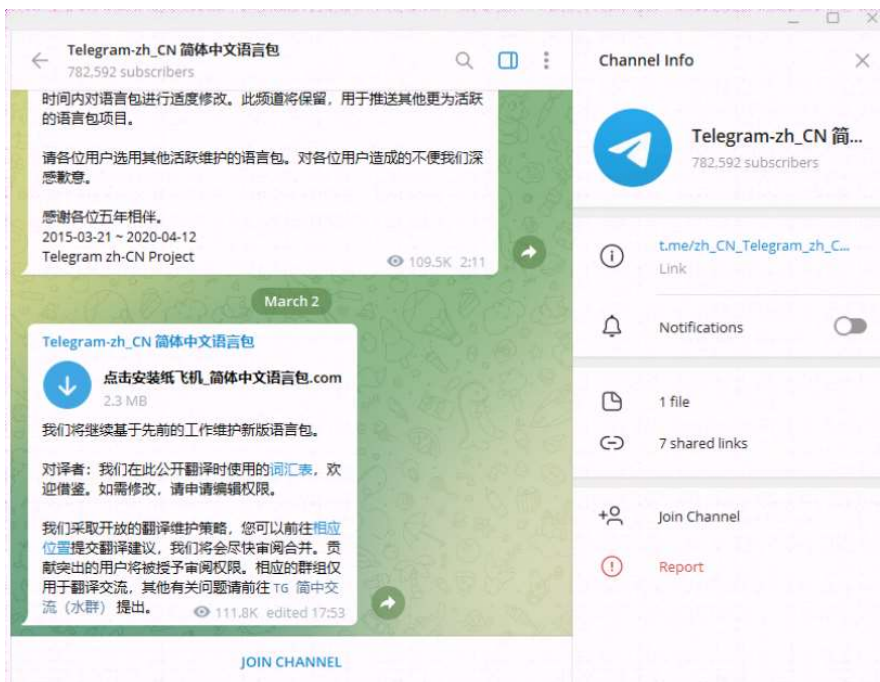 Telegram-zh_CN 简体中文语言包
782,592 subscribers
时间内对语言包进行适度修改。此频道将保留，用于推送其他更为活跃
的语言包项目。
请各位用户选用其他活跃维护的语言包。对各位用户造成的不便我们深
感歉意。
感谢各位五年相伴。
2015-03-21 ~ 2020-04-12
Telegram zh-CN Project
109.5K 2:11
March 2
Telegram-zh_CN 简体中文语言包
点击安装纸飞机_简体中文语言包.com
2.3 MB
我们将继续基于先前的工作维护新版语言包。
对译者：我们在此公开翻译时使用的词汇表，欢
迎借鉴。如需修改，请申请编辑权限。
我们采取开放的翻译维护策略，您可以前往相应
位置提交翻译建议，我们将会尽快审阅合并。贡
献突出的用户将被授予审阅权限。相应的群组仅
用于翻译交流，其他有关问题请前往 TG 简中交
流（水群）提出。
111.8K edited 17:53
JOIN CHANNEL
Channel Info
Telegram-zh_CN 简...
782,592 subscribers
t.me/zh_CN_Telegram_zh_C...
Link
Notifications
1 file
7 shared links
Join Channel
Report